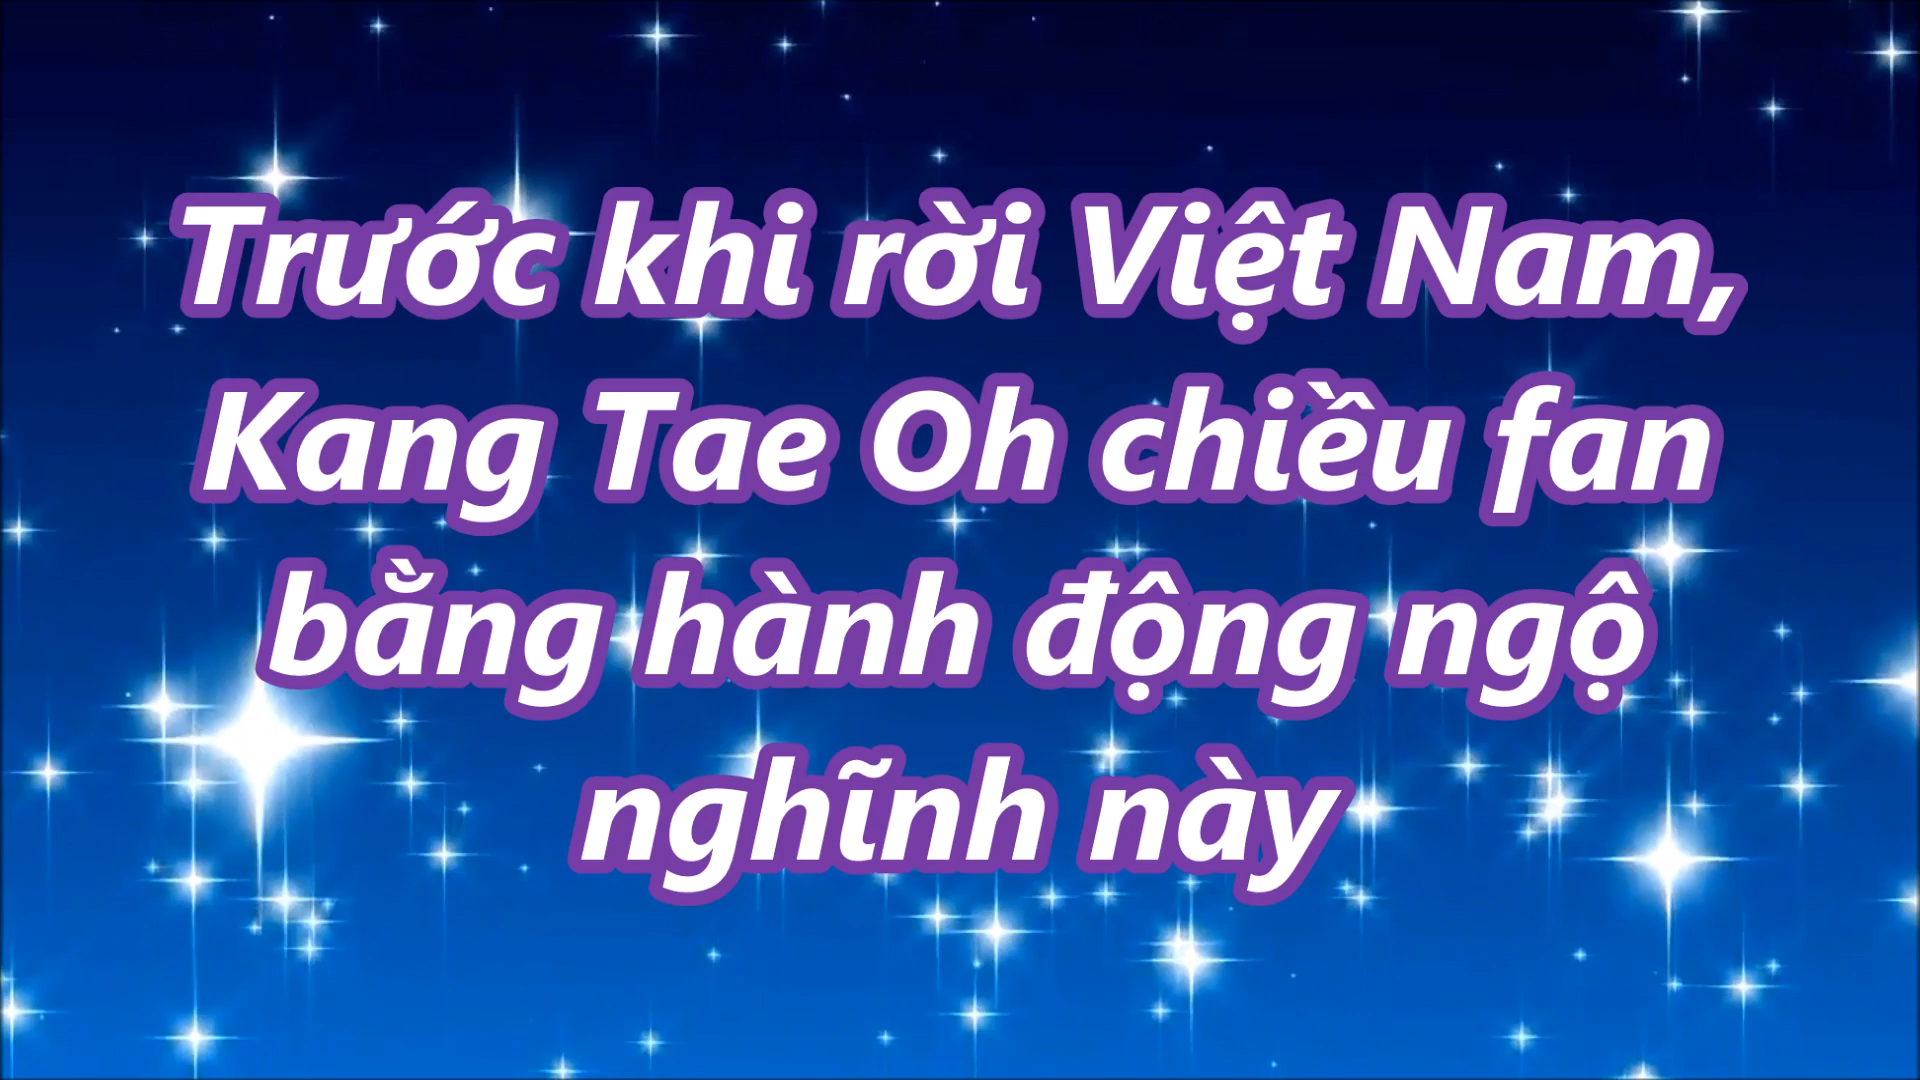 Trước khi rời Việt Nam,
Kang Tae Oh chiều fan
bằng hành động ngộ
nghĩnh này